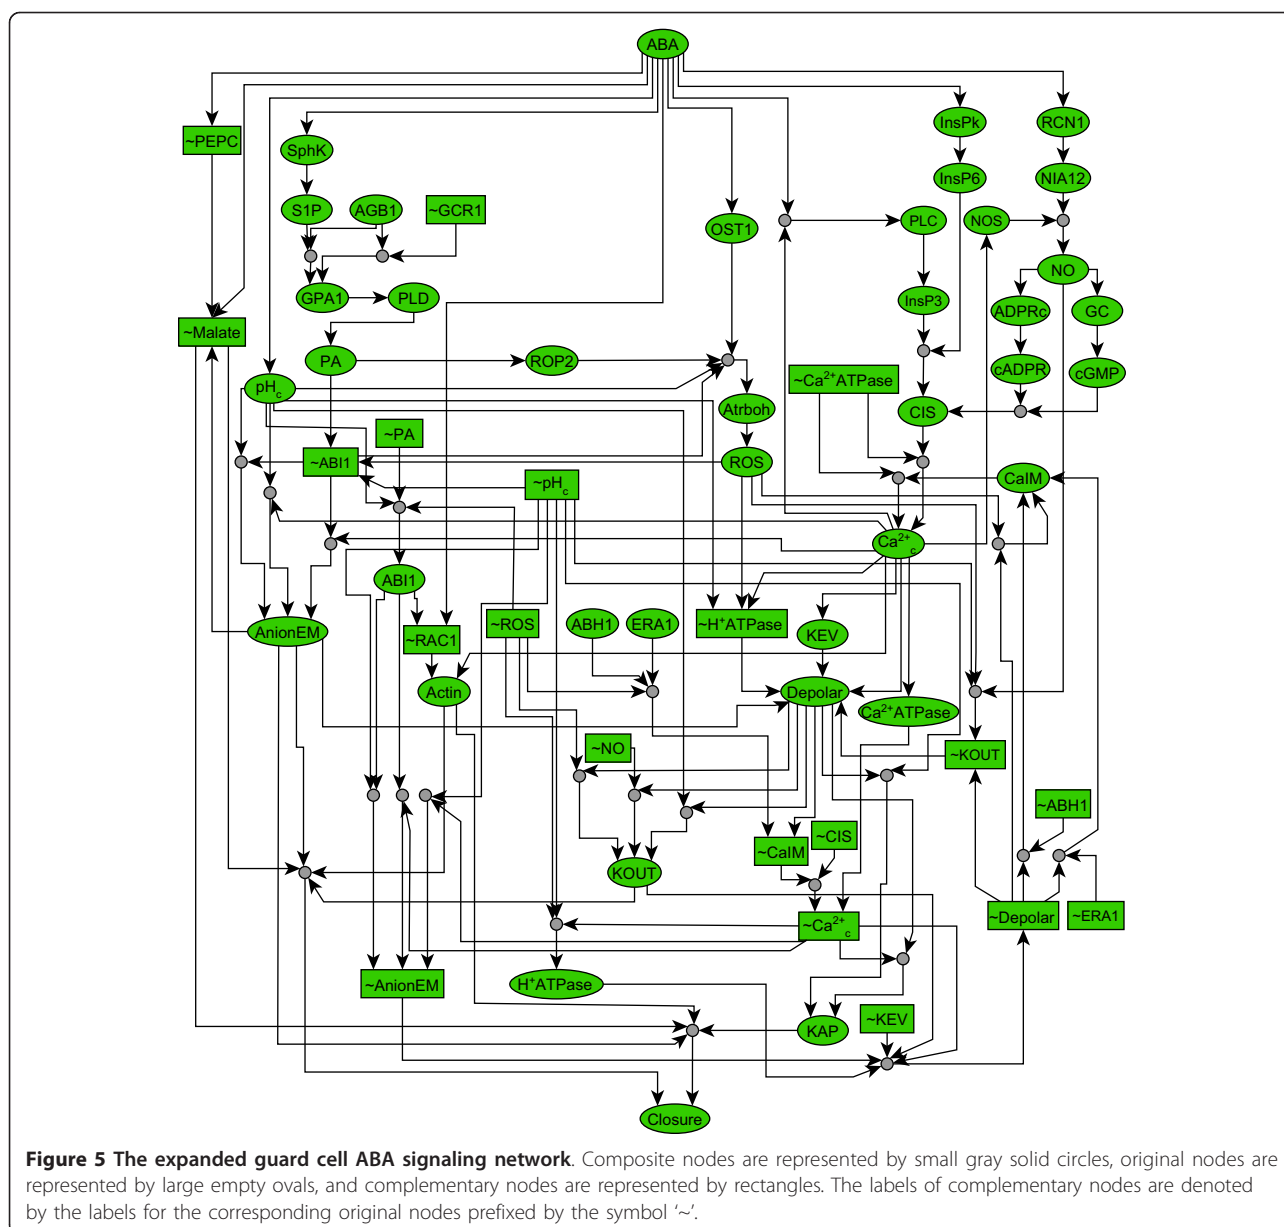 ABA
InsPk
RCN1
~PEPC
SphK
InsP6
NIA12
S1P
AGB1
~GCR1
OST1
PLC
NOS
NO
GPA1
PLD
InsP3
ADPRc
GC
~Malate
PA
ROP2
cADPR
cGMP
~Ca2+ATPase
pHc
Atrboh
CIS
~PA
~ABI1
ROS
CalM
~pHc
Ca2+c
ABI1
AnionEM
~RAC1
~ROS
ABH1
ERA1
~H+ATPase
KEV
Actin
Depolar
Ca2+ATPase
~NO
~KOUT
~ABH1
~CalM
~CIS
KOUT
~Ca2+c
~Depolar
~ERA1
~AnionEM
H+ATPase
KAP
~KEV
Closure
Figure 5 The expanded guard cell ABA signaling network. Composite nodes are represented by small gray solid circles, original nodes are
represented by large empty ovals, and complementary nodes are represented by rectangles. The labels of complementary nodes are denoted
by the labels for the corresponding original nodes prefixed by the symbol '~'.